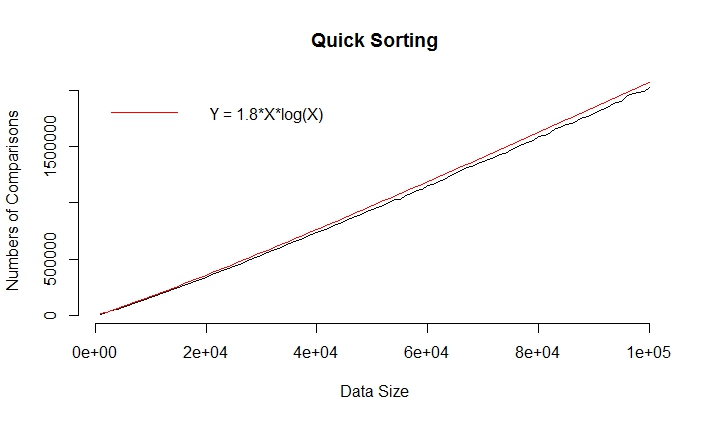 Quick Sorting
Y = 1.8*X*log(X)
Numbers of Comparisons
1500000
500000
0
0e+00 2e+04 4e+04 6e+04 8e+04 1e+05
Data Size